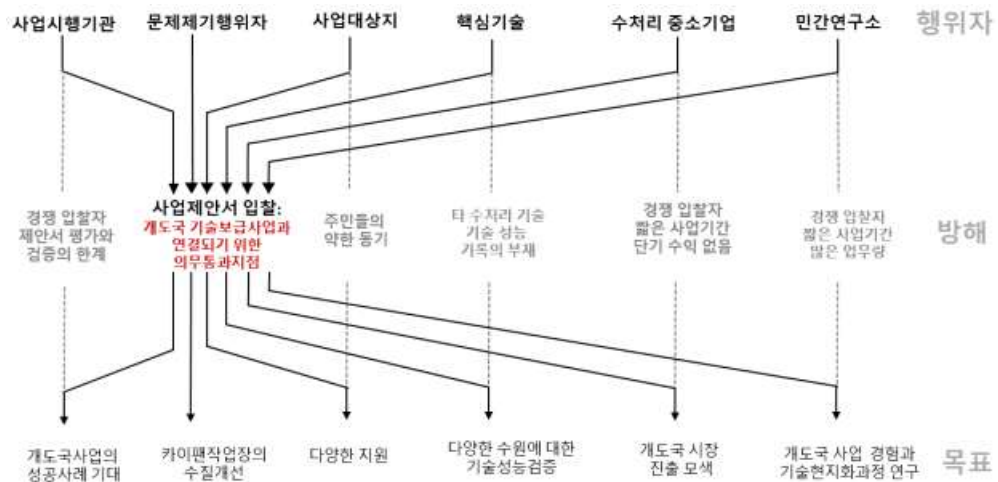 사업시행기관
문제제기행위자
사업대상지
핵심기술
수처리 중소기업
민간연구소
행위자
경쟁 입찰자
제안서 평가와
검증의 한계
사업제안서 입찰:
개도국 기술보급사업과
연결되기 위한
의무통과지점
주민들의
약한 동기
타 수처리 기술
기술 성능
기록의 부재
경쟁 입찰자
짧은 사업기간
단기 수익 없음
경쟁 입찰자
짧은 사업기간
많은 업무량
방해
개도국사업의
성공사례 기대
카이팬작업장의
수질개선
다양한 지원
다양한 수원에 대한
기술성능검증
개도국 시장
진출 모색
개도국 사업 경험과
기술현지화과정 연구
목표